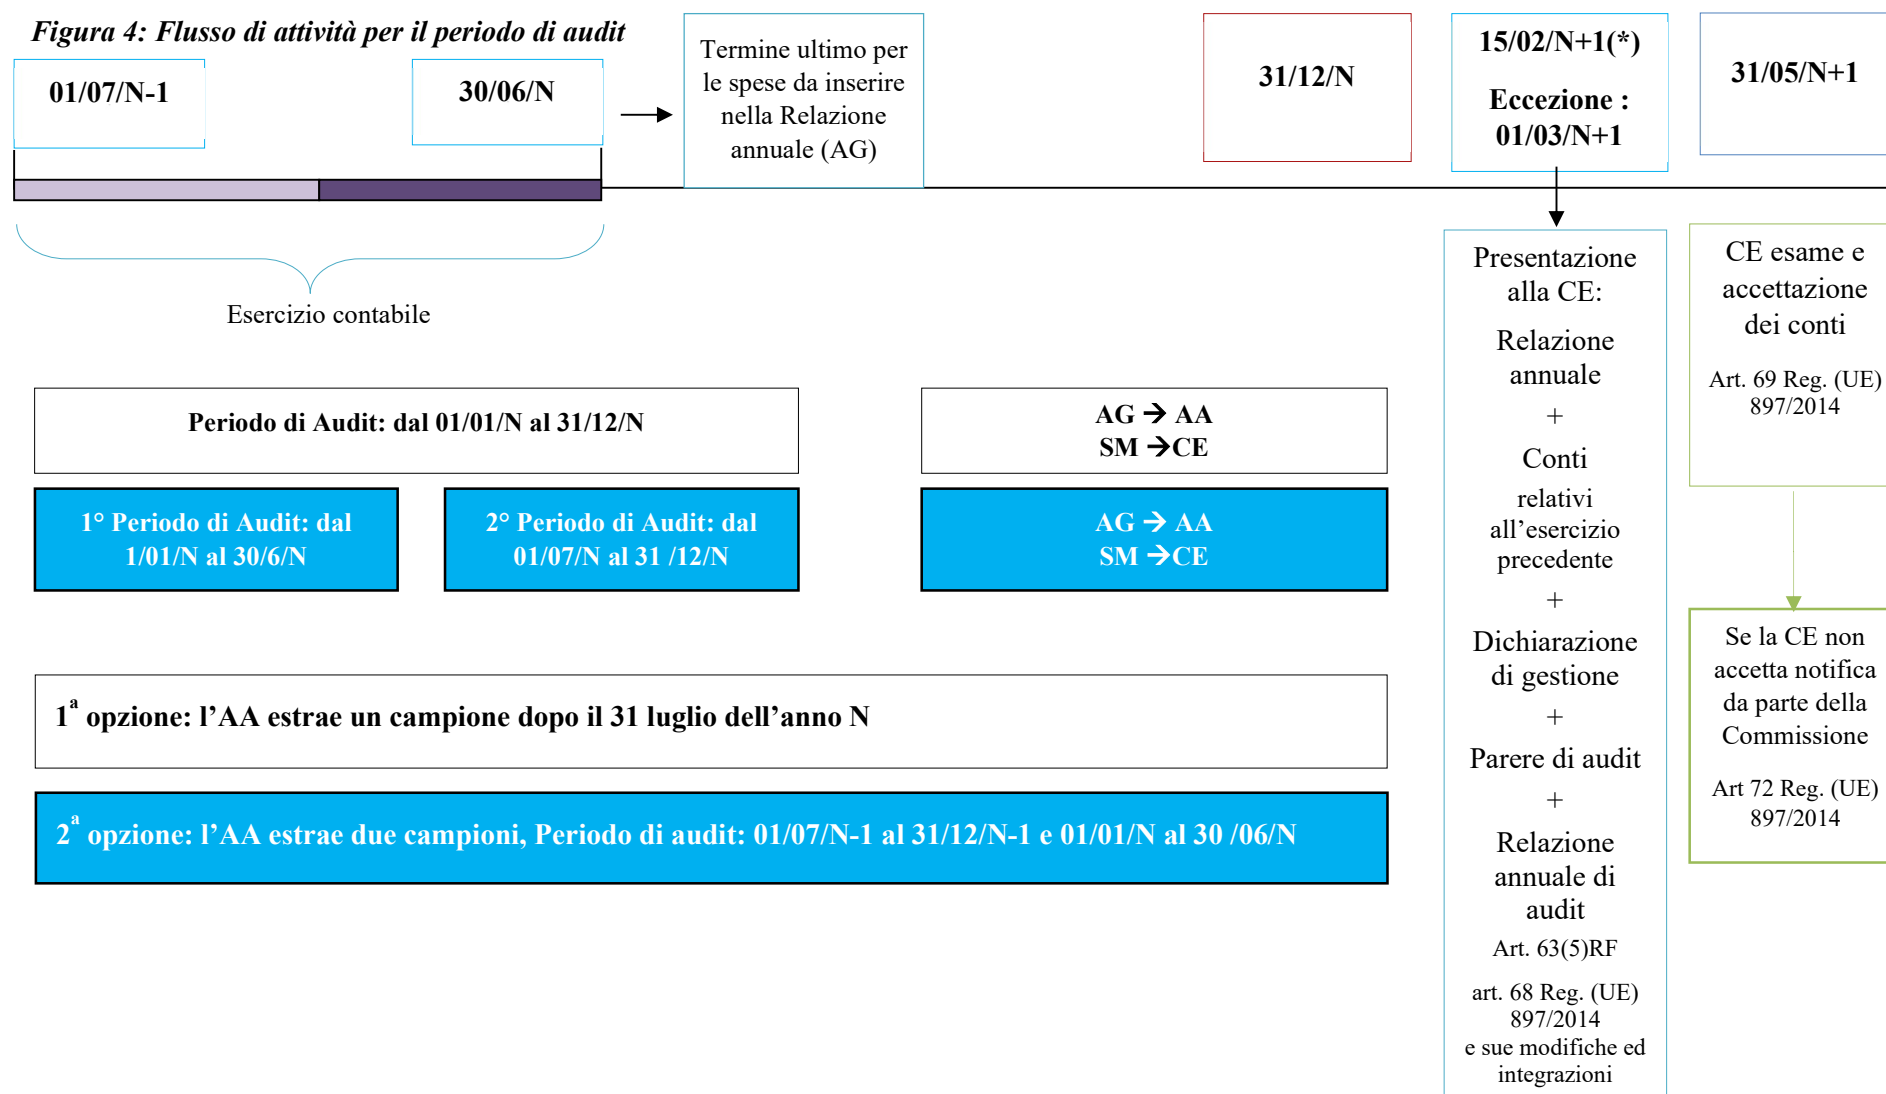 Figura 4: Flusso di attività per il periodo di audit
01/07/N-1
30/06/N
Termine ultimo per
le spese da inserire
nella Relazione
annuale (AG)
31/12/N
15/02/N+1(*)
Eccezione :
01/03/N+1
31/05/N+1
Esercizio contabile
Periodo di Audit: dal 01/01/N al 31/12/N
AG → AA
SM →CE
1° Periodo di Audit: dal
1/01/N al 30/6/N
2° Periodo di Audit: dal
01/07/N al 31 /12/N
AG → AA
SM →CE
1ª opzione: l’AA estrae un campione dopo il 31 luglio dell’anno N
2ª opzione: l’AA estrae due campioni, Periodo di audit: 01/07/N-1 al 31/12/N-1 e 01/01/N al 30 /06/N
Presentazione
alla CE:
Relazione
annuale
+
Conti
relativi
all’esercizio
precedente
+
Dichiarazione
di gestione
+
Parere di audit
+
Relazione
annuale di
audit
Art. 63(5)RF
art. 68 Reg. (UE)
897/2014
e sue modifiche ed
integrazioni
CE esame e
accettazione
dei conti
Art. 69 Reg. (UE)
897/2014
Se la CE non
accetta notifica
da parte della
Commissione
Art 72 Reg. (UE)
897/2014